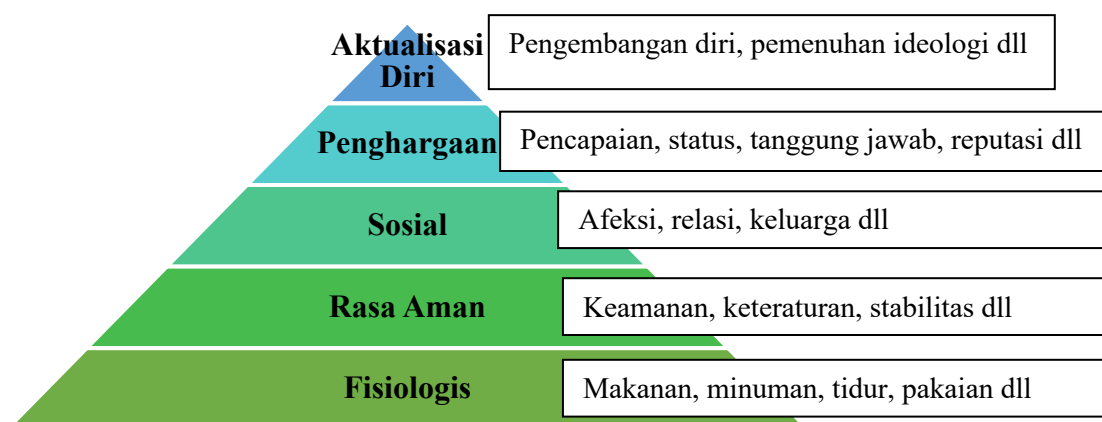 Aktualisasi
Diri
Pengembangan diri, pemenuhan ideologi dll
Penghargaan
Pencapaian, status, tanggung jawab, reputasi dll
Sosial
Afeksi, relasi, keluarga dll
Rasa Aman
Keamanan, keteraturan, stabilitas dll
Fisiologis
Makanan, minuman, tidur, pakaian dll